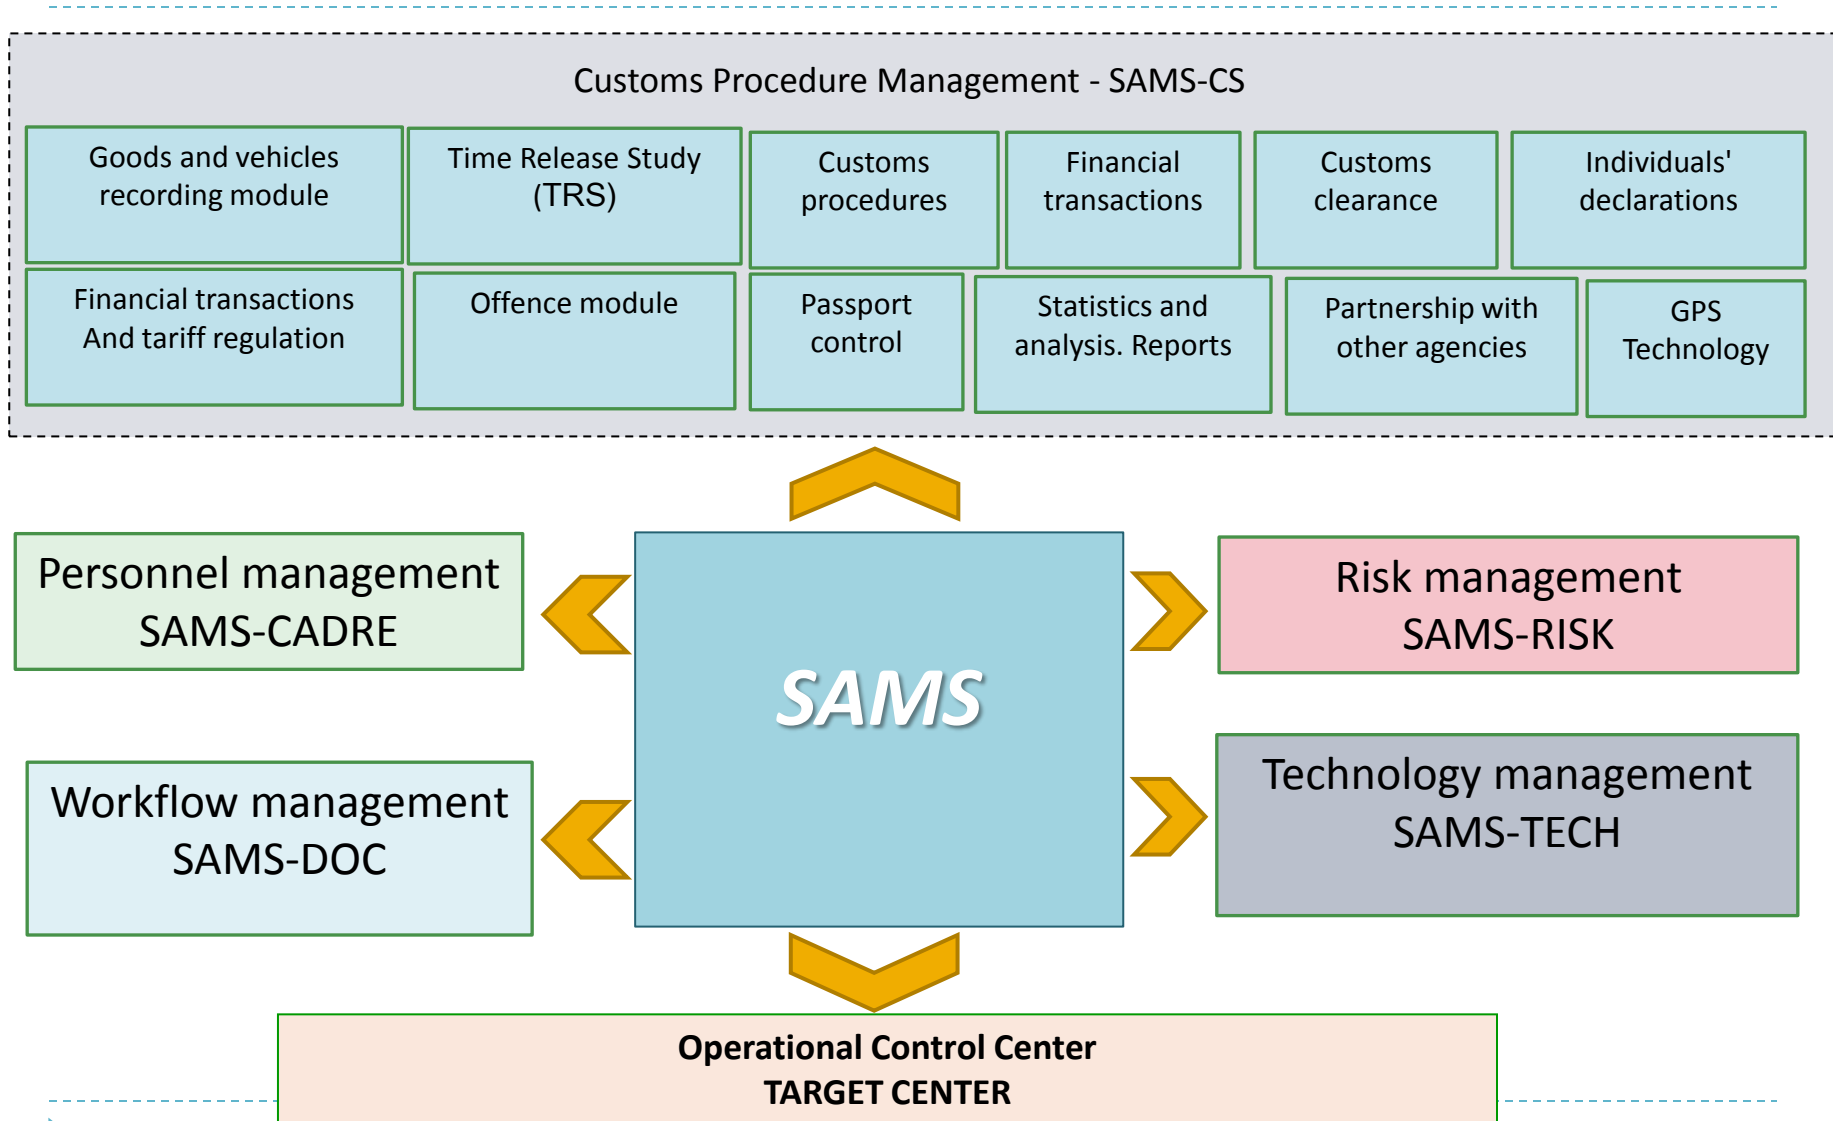 Customs Procedure Management - SAMS-CS
Goods and vehicles
recording module
Time Release Study
(TRS)
Customs
procedures
Financial
transactions
Customs
clearance
Individuals'
declarations
Financial transactions
And tariff regulation
Offence module
Passport
control
Statistics and
analysis. Reports
Partnership with
other agencies
GPS
Technology
Personnel management
SAMS-CADRE
SAMS
Risk management
SAMS-RISK
Workflow management
SAMS-DOC
Technology management
SAMS-TECH
Operational Control Center
TARGET CENTER